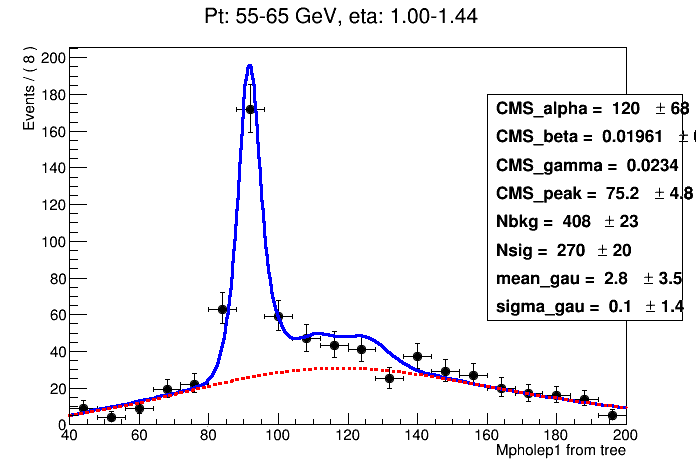 Pt: 55-65 GeV, eta: 1.00-1.44
Events / ( 8 )
200
180
160
140
120
100
80
60
40
20
0
CMS_alpha = 120 ± 68
CMS_beta = 0.01961 ±
CMS_gamma = 0.0234
CMS_peak = 75.2 ± 4.8
Nbkg = 408 ± 23
Nsig = 270 ± 20
mean_gau = 2.8 ± 3.5
sigma_gau = 0.1 ± 1.4
40 60 80 100 120 140 160 180 200
Mpholep1 from tree